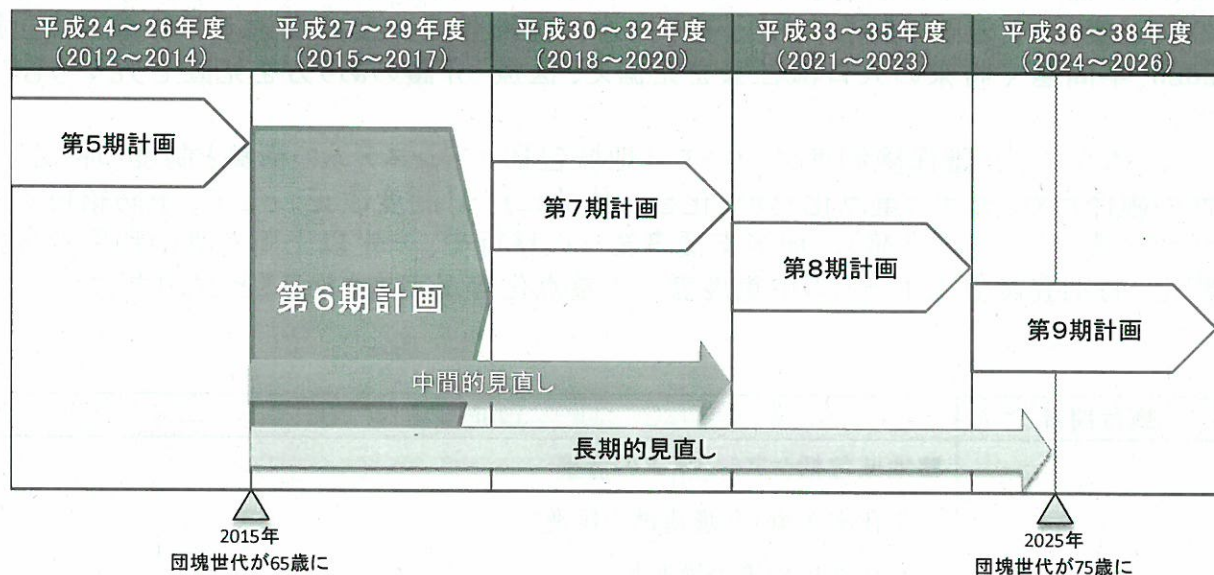 平成24～26年度
(2012～2014)
平成27～29年度
(2015～2017)
平成30～32年度
(2018～2020)
平成33～35年度
(2021～2023)
平成36～38年度
(2024～2026)
第5期計画
第6期計画
第7期計画
第8期計画
第9期計画
中間的見直し
長期的見直し
2015年
団塊世代が65歳に
2025年
団塊世代が75歳に